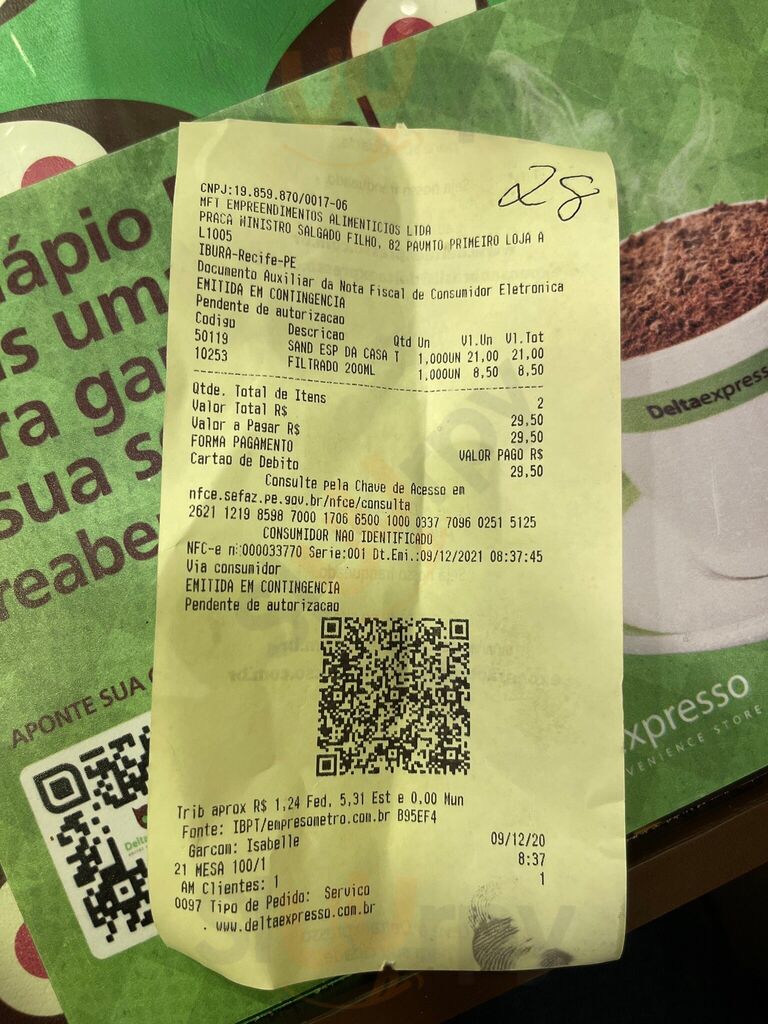 28
CNPJ:19.859.870/0017-06
MFT EMPREENDIMENTOS ALIMENTICIOS LTDA
PRACA MINISTRO SALGADO FILHO, 82 PAVMTO PRIMEIRO LOJA A
L1005
IBURA-Recife-PE
Documento Auxiliar da Nota Fiscal de Consumidor Eletronica
EMITIDA EM CONTINGENCIA
Pendente de autorizacao
Codigo Descricao Qtd Un Vl.Un Vl.Tot
50119 SAND ESP DA CASA T 1,000UN 21,00 21,00
10253 FILTRADO 200ML 1,000UN 8,50 8,50
Qtde. Total de Itens 2
Valor Total R$ 29,50
Valor a Pagar R$ 29,50
FORMA PAGAMENTO VALOR PAGO R$
Cartao de Debito 29,50
Consulte pela Chave de Acesso em
nfce.sefaz.pe.gov.br/nfce/consulta
2621 1219 8598 7000 1706 6500 1000 0337 7096 0251 5125
CONSUMIDOR NAO IDENTIFICADO
NFC-e n:000033770 Serie:001 Dt.Emi.:09/12/2021 08:37:45
Via consumidor
EMITIDA EM CONTINGENCIA
Pendente de autorizacao
Trib aprox R$ 1,24 Fed, 5,31 Est e 0,00 Mun
Fonte: IBPT/empresometro.com.br B95EF4
Garcom: Isabelle 09/12/20
21 MESA 100/1 8:37
AM Clientes: 1 1
0097 Tipo de Pedido: Servico
. www.deltaexpresso.com.br
ápio
s um
ra ga
sua s
reabe
APONTE SUA
Deltaexpress
xpresso
VENIENCE STORE